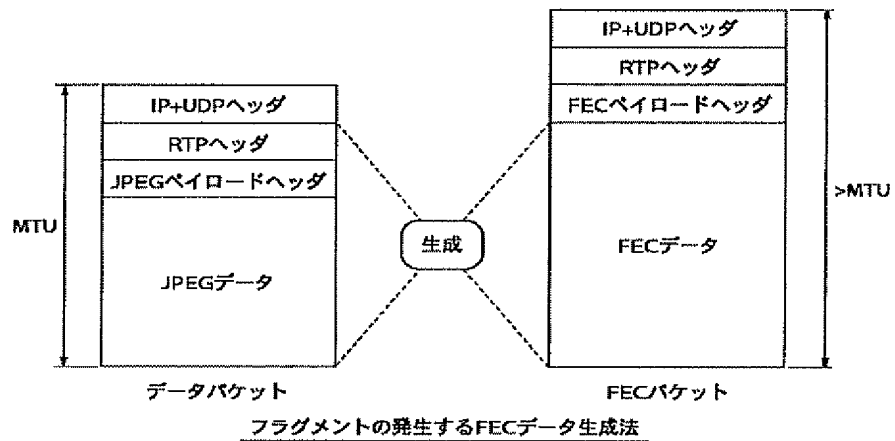 IP+UDPヘッダ
RTPヘッダ
JPEGペイロードヘッダ
JPEGデータ
MTU
データパケット
生成
IP+UDPヘッダ
RTPヘッダ
FECペイロードヘッダ
FECデータ
>MTU
FECパケット
フラグメントの発生するFECデータ生成法